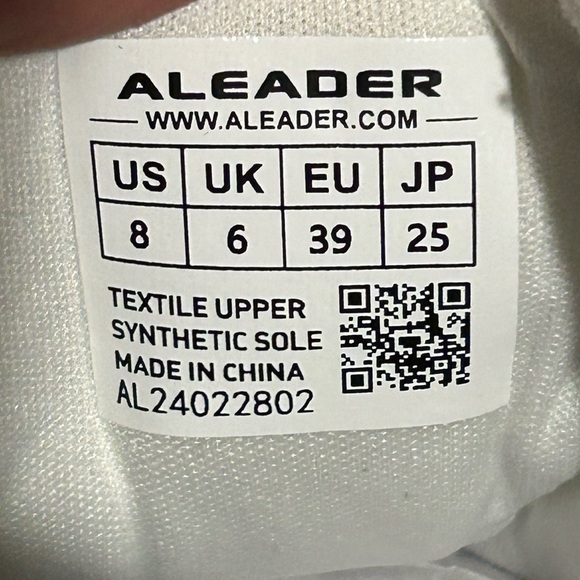 ALEADER
WWW.ALEADER.COM
US UK EU JP
8 6 39 25
TEXTILE UPPER
SYNTHETIC SOLE
MADE IN CHINA
AL24022802